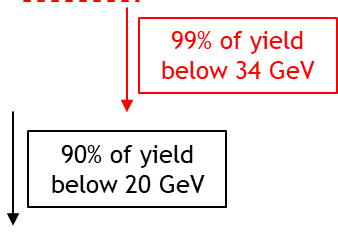 99% of yield
below 34 GeV
90% of yield
below 20 GeV